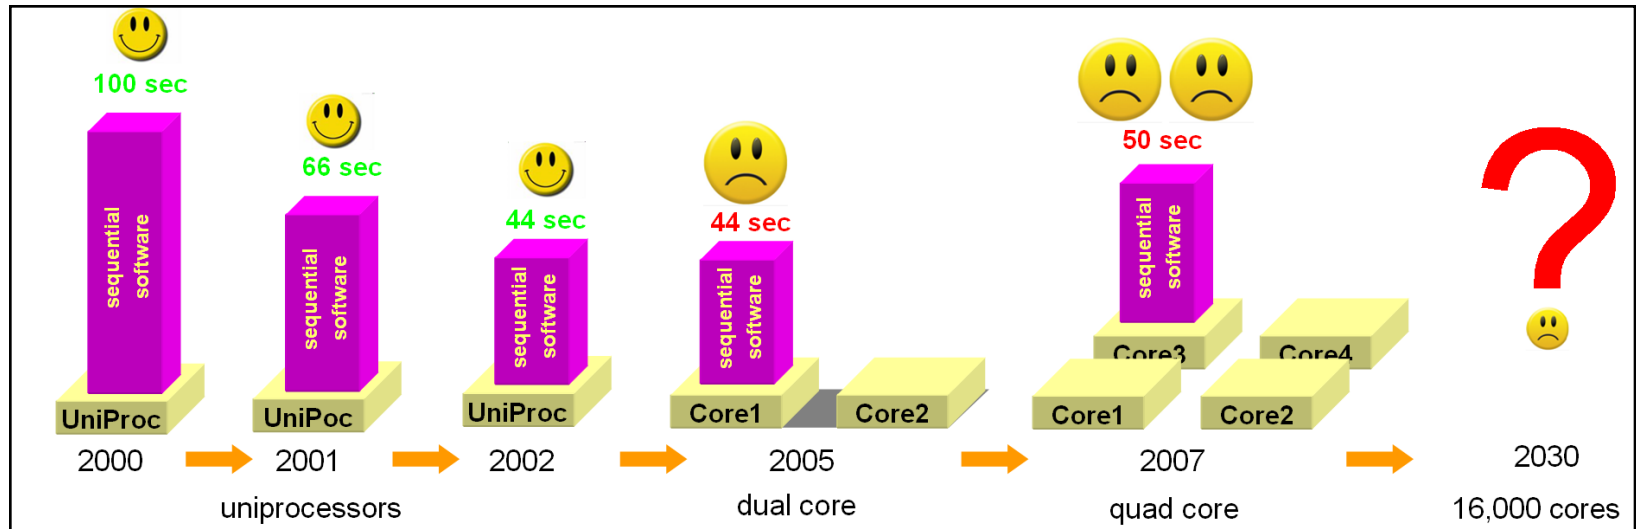 100 sec
66 sec
44 sec
44 sec
50 sec
?
sequential
software
sequential
software
sequential
software
sequential
software
sequential
software
UniProc
UniPoc
UniProc
Core1
Core2
Core3
Core4
Core1
Core2
2000
2001
2002
2005
2007
2030
uniprocessors
dual core
quad core
16,000 cores